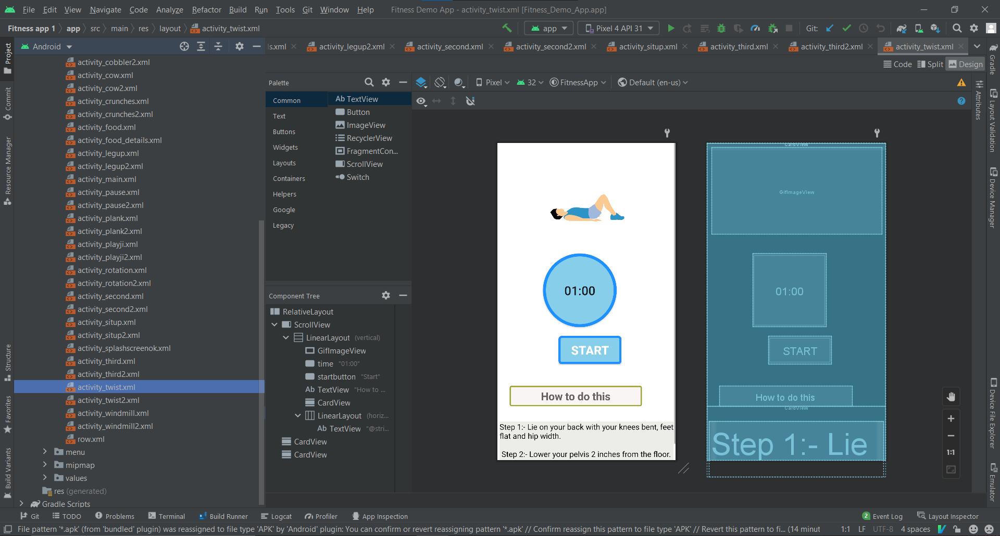 File Edit View Navigate Code Analyze Refactor Build Run Tools Git Window Help Fitness Demo App - activity_twist.xml [Fitness_Demo_App.app]
Fitness app 1 app src main res layout activity_twist.xml app Pixel 4 API 31 Git:
Android ls.xml activity_legup2.xml activity_second.xml activity_second2.xml activity_situp.xml activity_third.xml activity_third2.xml activity_twist.xml
Code Split Design
Project
Commit
Resource Manager
Structure
Favorites
Build Variants
activity_cobbler2.xml
activity_cow.xml
activity_cow2.xml
activity_crunches.xml
activity_crunches2.xml
activity_food.xml
activity_food_details.xml
activity_legup.xml
activity_legup2.xml
activity_main.xml
activity_pause.xml
activity_pause2.xml
activity_plank.xml
activity_plank2.xml
activity_playji.xml
activity_playji2.xml
activity_rotation.xml
activity_rotation2.xml
activity_second.xml
activity_second2.xml
activity_situp.xml
activity_situp2.xml
activity_splashscreenok.xml
activity_third.xml
activity_third2.xml
activity_twist.xml
activity_twist2.xml
activity_windmill.xml
activity_windmill2.xml
row.xml
menu
mipmap
values
res (generated)
Gradle Scripts
Palette
Common
Text
Buttons
Widgets
Layouts
Containers
Helpers
Google
Legacy
Ab TextView
Button
ImageView
RecyclerView
FragmentCon...
ScrollView
Switch
Component Tree
RelativeLayout
ScrollView
LinearLayout (vertical)
GifImageView
time "01:00"
startbutton "Start"
Ab TextView "How to ...
CardView
LinearLayout (horiz...
Ab TextView "@stri...
CardView
CardView
Pixel 32 FitnessApp Default (en-us)
01:00
START
How to do this
Step 1:- Lie on your back with your knees bent, feet
flat and hip width.
Step 2:- Lower your pelvis 2 inches from the floor.
CardView
GifImageView
01:00
START
How to do this
CardView
Step 1:- Lie
1:1
Attributes
Gradle
Layout Validation
Device Manager
Device File Explorer
Emulator
Git TODO Problems Terminal Build Runner Logcat Profiler App Inspection 2 Event Log Layout Inspector
File pattern '*.apk' (from 'bundled' plugin) was reassigned to file type 'APK' by 'Android' plugin: You can confirm or revert reassigning pattern '*.apk' // Confirm reassign this pattern to file type 'APK' // Revert this pattern to fi... (14 minut 1:1 LF UTF-8 4 spaces